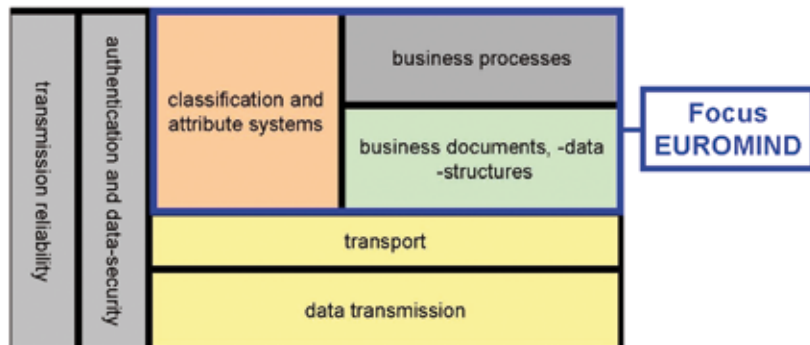 transmission reliability
authentication and data-security
classification and
attribute systems
business processes
business documents, -data
-structures
transport
data transmission
Focus
EUROMIND